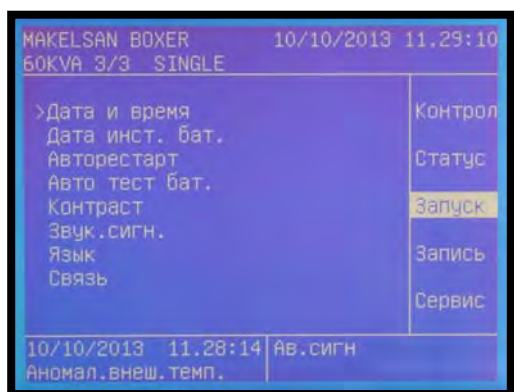 MAKELSAN BOXER 10/10/2013 11.29:10
60KVA 3/3 SINGLE
>Дата и время
Дата инст. бат.
Авторестарт
Авто тест бат.
Контраст
Звук.сигн.
Язык
Связь
Контрол
Статус
Запуск
Запись
Сервис
10/10/2013 11.28:14 Ав.сигн
Аномал.внеш.темп.